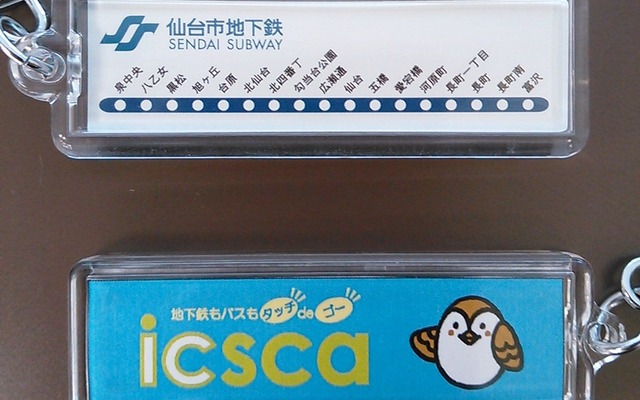 仙台市地下鉄
SENDAI SUBWAY
泉中央
八乙女
黒松
旭ヶ丘
台原
北仙台
北四番丁
勾当台公園
広瀬通
仙台
五橋
愛宕橋
河原町
長町一丁目
長町
長町南
富沢
地下鉄もバスもタッチdeゴー
icsca